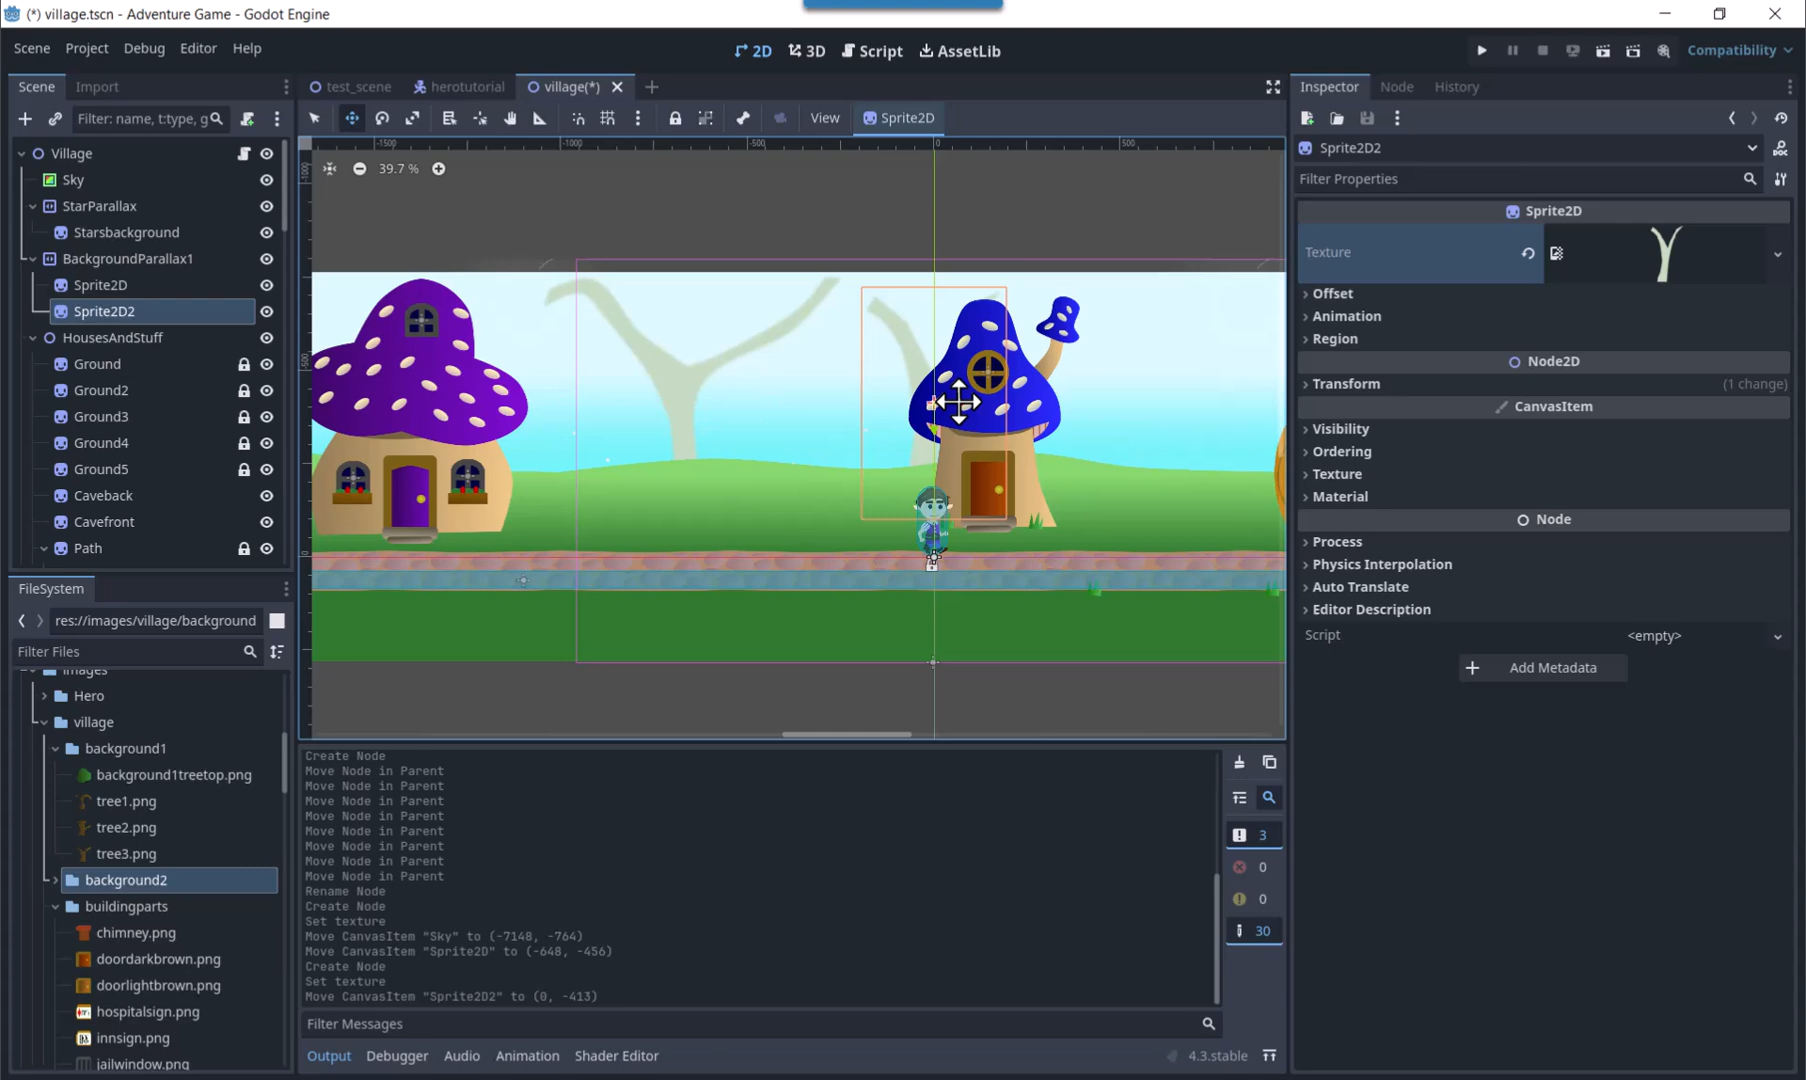 (*) village.tscn - Adventure Game - Godot Engine
Scene Project Debug Editor Help
2D 3D Script AssetLib
Compatibility
Scene Import
test_scene herotutorial village(*)
Inspector Node History
Filter: name, t:type, g
View Sprite2D
Village
Sky
StarParallax
Starsbackground
BackgroundParallax1
Sprite2D
Sprite2D2
HousesAndStuff
Ground
Ground2
Ground3
Ground4
Ground5
Caveback
Cavefront
Path
-1500 -1000 -500 0 500
39.7 %
Sprite2D2
Filter Properties
Sprite2D
Texture
Offset
Animation
Region
Node2D
Transform (1 change)
CanvasItem
Visibility
Ordering
Texture
Material
Node
Process
Physics Interpolation
Auto Translate
Editor Description
Script <empty>
Add Metadata
FileSystem
res://images/village/background
Filter Files
images
Hero
village
background1
background1treetop.png
tree1.png
tree2.png
tree3.png
background2
buildingparts
chimney.png
doordarkbrown.png
doorlightbrown.png
hospitalsign.png
innsign.png
jailwindow.png
Create Node
Move Node in Parent
Move Node in Parent
Move Node in Parent
Move Node in Parent
Move Node in Parent
Move Node in Parent
Move Node in Parent
Move Node in Parent
Rename Node
Create Node
Set texture
Move CanvasItem "Sky" to (-7148, -764)
Move CanvasItem "Sprite2D" to (-648, -456)
Create Node
Set texture
Move CanvasItem "Sprite2D2" to (0, -413)
3
0
0
30
Filter Messages
Output Debugger Audio Animation Shader Editor
4.3.stable